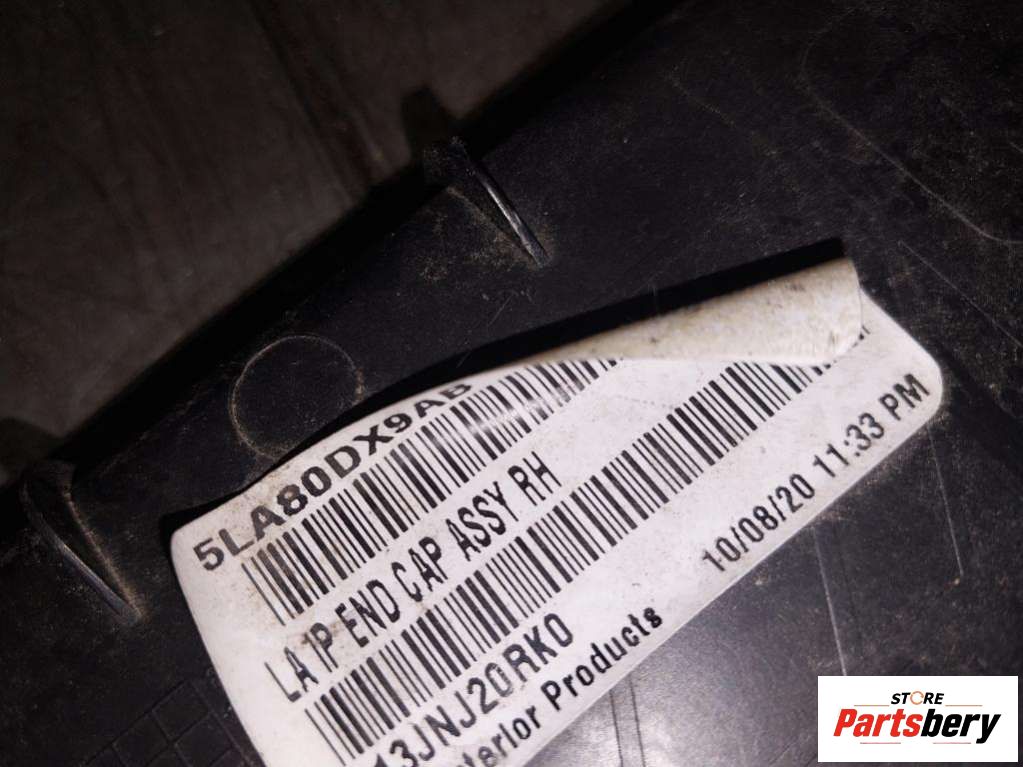 5LA80DX9AB
LA IP END CAP ASSY RH
13JNJ20RK0
10/08/20 11:33 PM
Interior Products
STORE
Partsbery